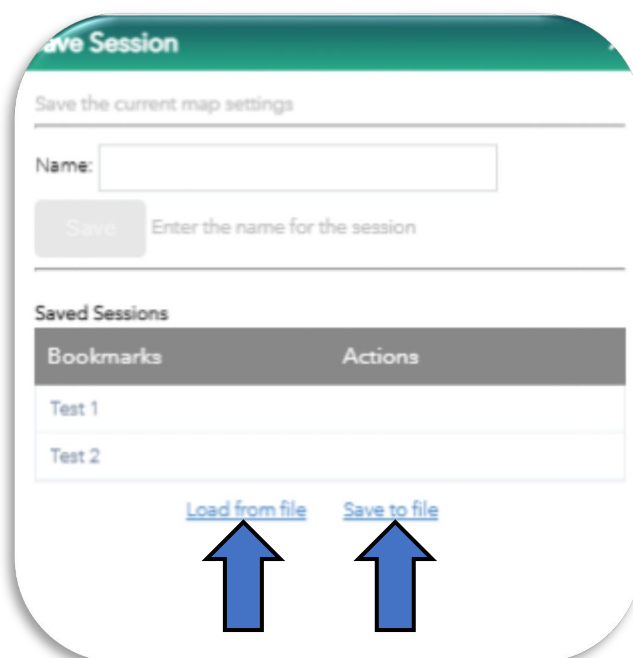 ave Session
Save the current map settings
Name:
Save Enter the name for the session
Saved Sessions
Bookmarks Actions
Test 1
Test 2
Load from file Save to file